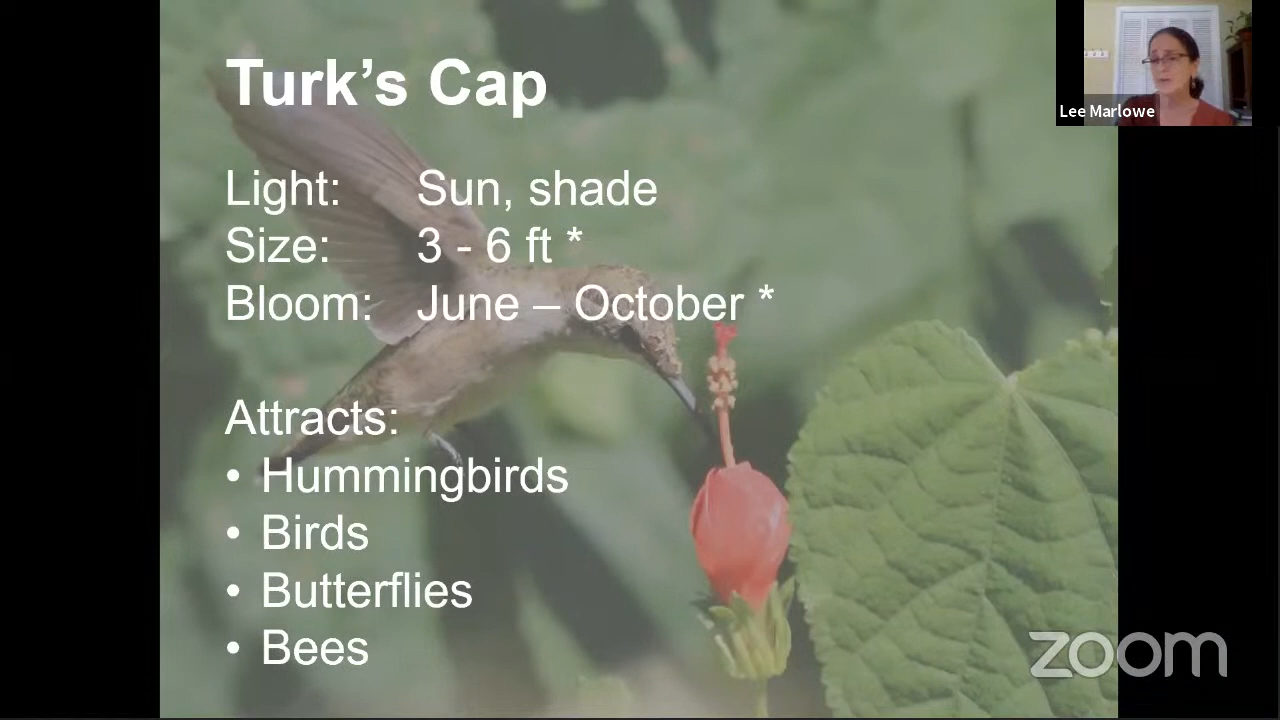 Turk’s Cap
Light: Sun, shade
Size: 3 - 6 ft *
Bloom: June – October *
Attracts:
• Hummingbirds
• Birds
• Butterflies
• Bees
Lee Marlowe
zoom